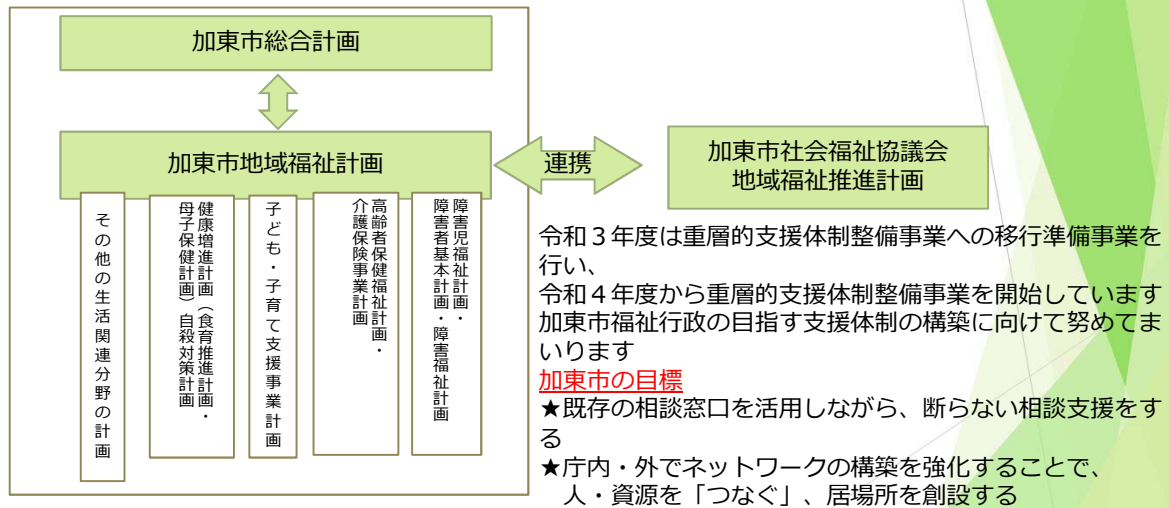 加東市総合計画
加東市地域福祉計画
連携
加東市社会福祉協議会
地域福祉推進計画
その他の生活関連分野の計画
健康増進計画（食育推進計画・
母子保健計画）自殺対策計画
子ども・子育て支援事業計画
高齢者保健福祉計画・
介護保険事業計画
障害児福祉計画・
障害者基本計画・障害福祉計画
令和３年度は重層的支援体制整備事業への移行準備事業を
行い、
令和４年度から重層的支援体制整備事業を開始しています
加東市福祉行政の目指す支援体制の構築に向けて努めてま
いります
加東市の目標
★既存の相談窓口を活用しながら、断らない相談支援をす
る
★庁内・外でネットワークの構築を強化することで、
人・資源を「つなぐ」、居場所を創設する